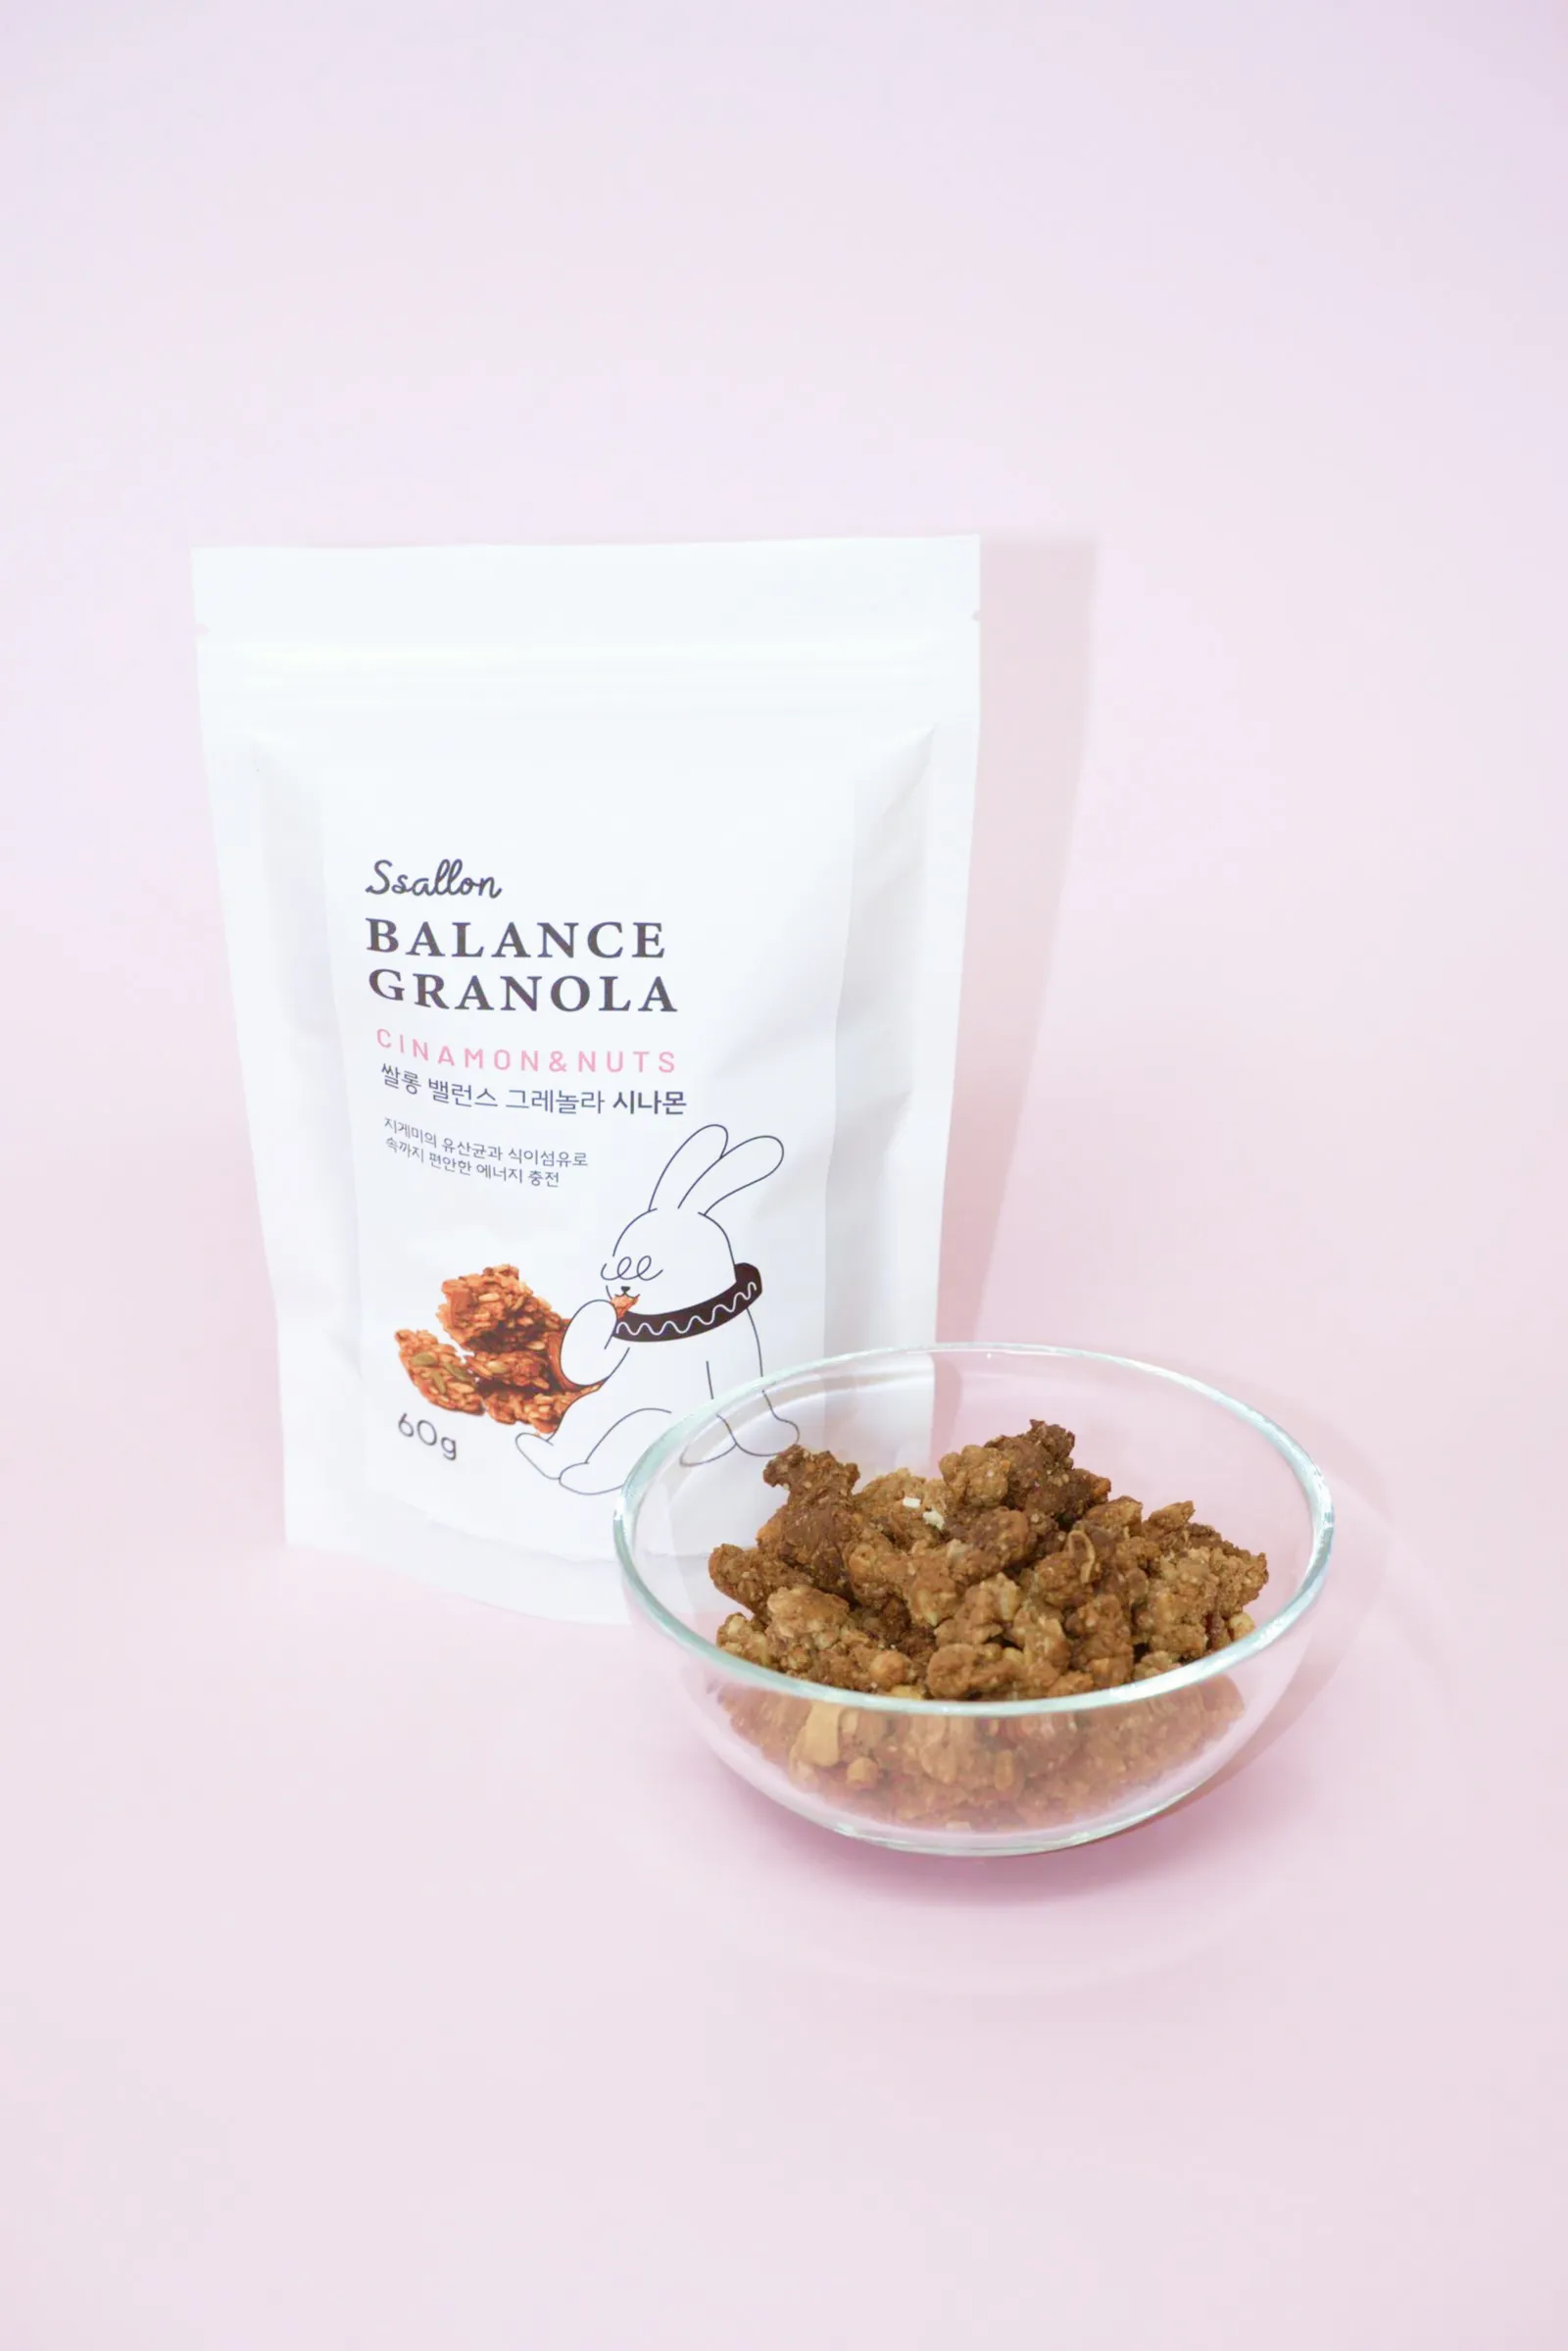 Ssallon
BALANCE
GRANOLA
CINAMON&NUTS
쌀롱 밸런스 그레놀라 시나몬
지게미의 유산균과 식이섬유로
속까지 편안한 에너지 충전
60g